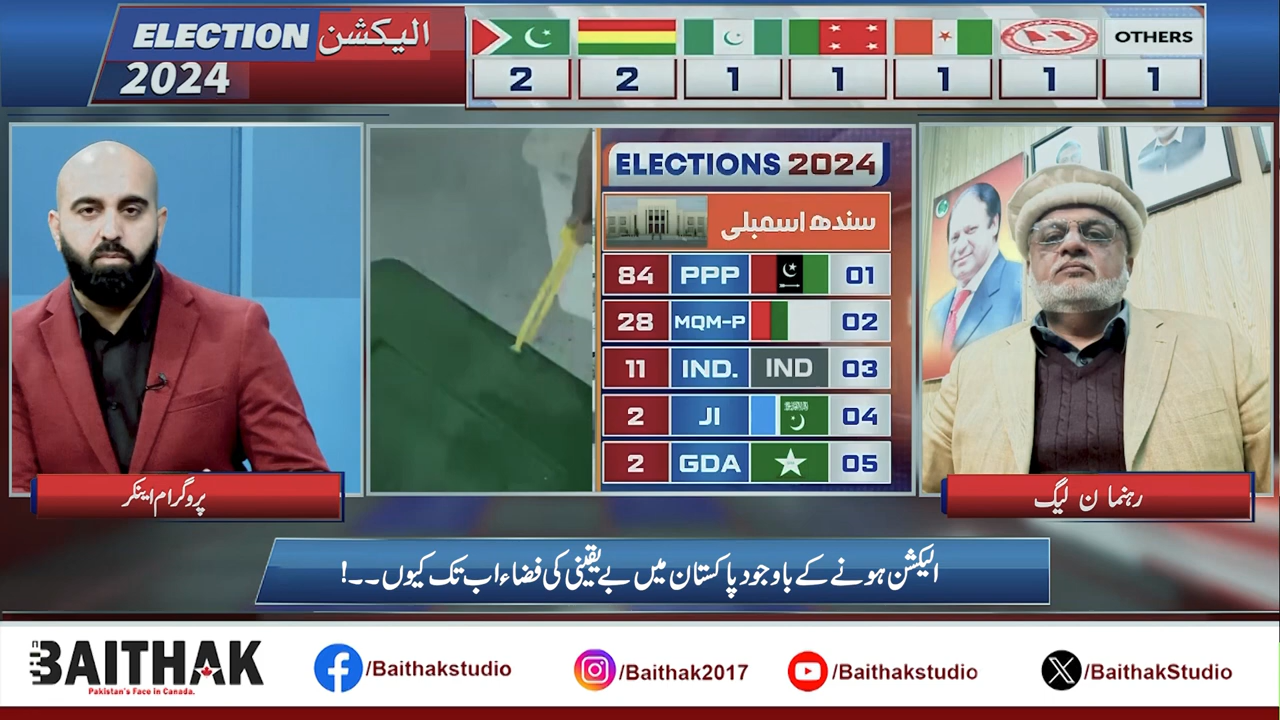 ELECTION الیکشن
2024
OTHERS
2 2 1 1 1 1 1
ELECTIONS 2024
سندھ اسمبلی
84 PPP 01
28 MQM-P 02
11 IND. IND 03
2 JI 04
2 GDA 05
پروگرام اینکر
رہنما ن لیگ
الیکشن ہونے کے باوجود پاکستان میں بے یقینی کی فضاء اب تک کیوں ۔۔!
BAITHAK
Pakistan's Face in Canada.
/Baithakstudio
/Baithak2017
/Baithakstudio
/BaithakStudio